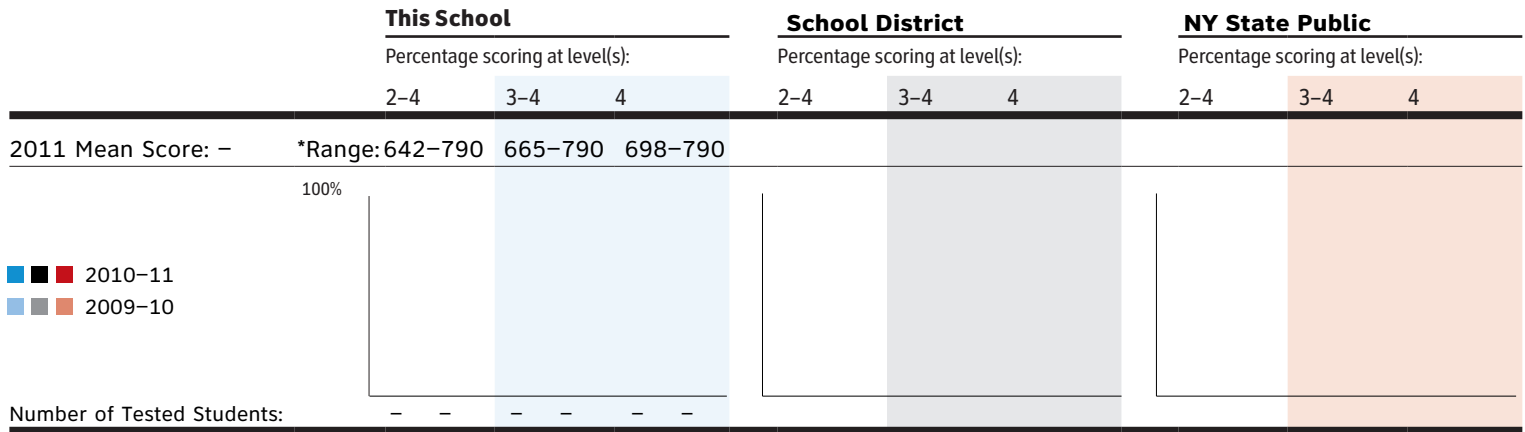 This School School District NY State Public
Percentage scoring at level(s): Percentage scoring at level(s): Percentage scoring at level(s):
2–4 3–4 4 2–4 3–4 4 2–4 3–4 4
2011 Mean Score: – *Range: 642–790 665–790 698–790
100%
2010–11
2009–10
Number of Tested Students: – – – – – –